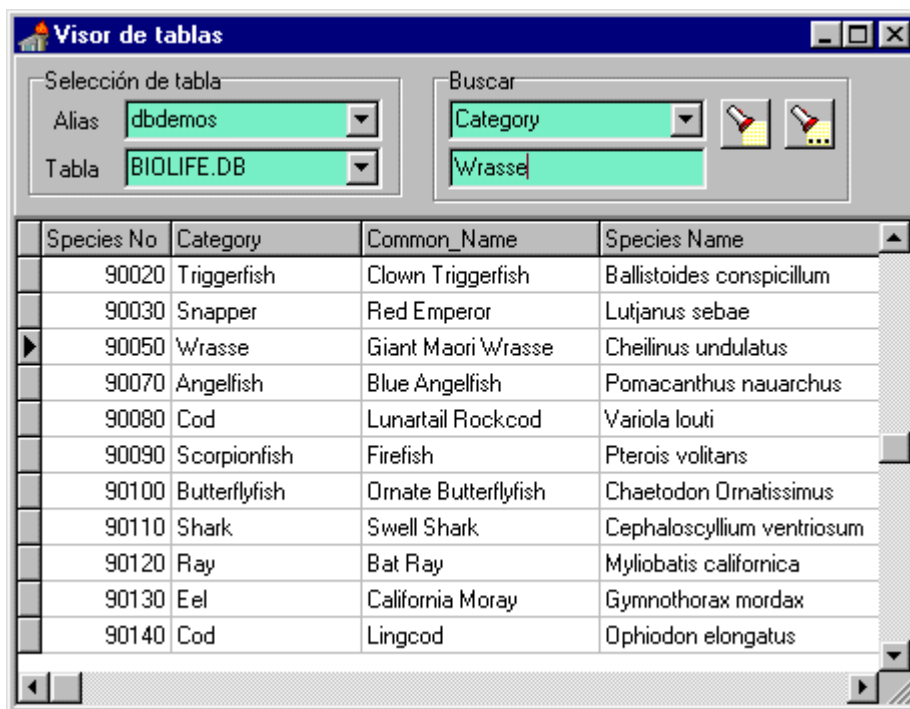 Visor de tablas
Selección de tabla
Buscar
Alias dbdemos
Category
Tabla BIOLIFE.DB
Wrasse
Species No Category Common_Name Species Name
90020 Triggerfish Clown Triggerfish Ballistoides conspicillum
90030 Snapper Red Emperor Lutjanus sebae
90050 Wrasse Giant Maori Wrasse Cheilinus undulatus
90070 Angelfish Blue Angelfish Pomacanthus nauarchus
90080 Cod Lunartail Rockcod Variola louti
90090 Scorpionfish Firefish Pterois volitans
90100 Butterflyfish Ornate Butterflyfish Chaetodon Ornatissimus
90110 Shark Swell Shark Cephaloscyllium ventriosum
90120 Ray Bat Ray Myliobatis californica
90130 Eel California Moray Gymnothorax mordax
90140 Cod Lingcod Ophiodon elongatus